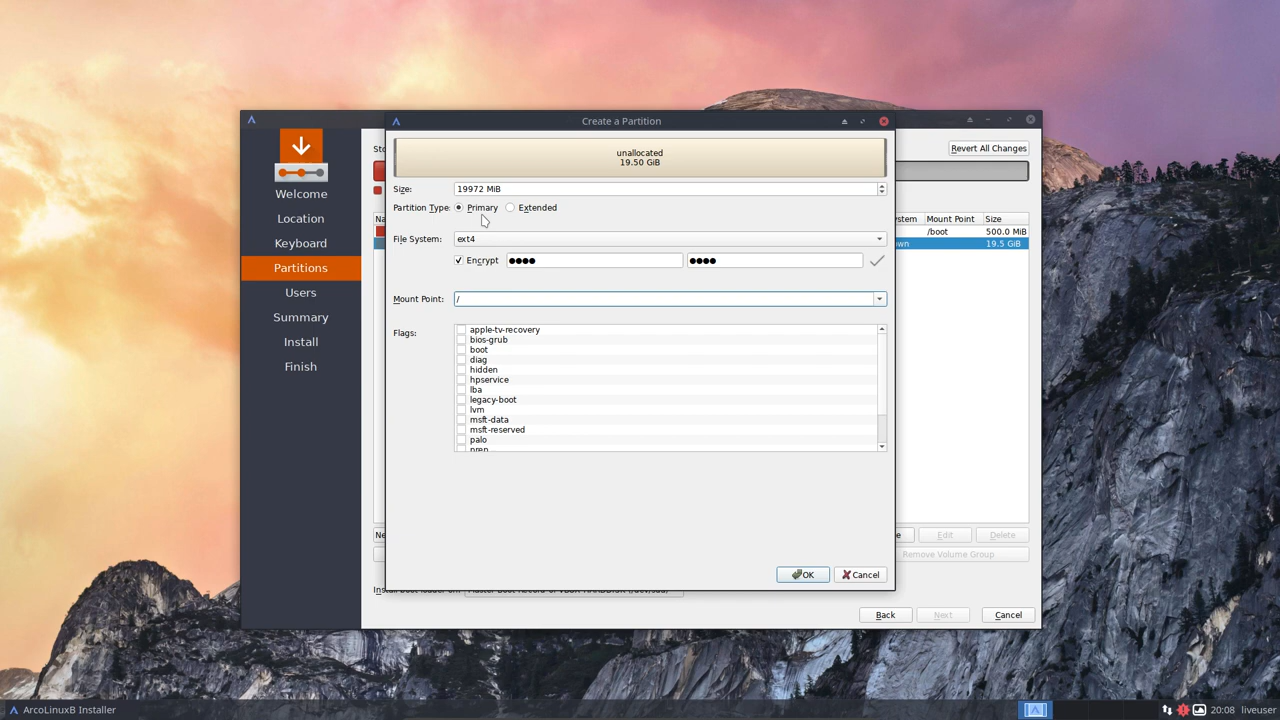 Create a Partition
unallocated
19.50 GiB
Size: 19972 MiB
Partition Type: Primary Extended
File System: ext4
Encrypt ●●●● ●●●●
Mount Point: /
Flags:
apple-tv-recovery
bios-grub
boot
diag
hidden
hpservice
lba
legacy-boot
lvm
msft-data
msft-reserved
palo
prep
OK Cancel
Welcome
Location
Keyboard
Partitions
Users
Summary
Install
Finish
Revert All Changes
Mount Point Size
/boot 500.0 MiB
19.5 GiB
Edit Delete
Remove Volume Group
Back Next Cancel
ArcoLinuxB Installer
20:08 liveuser